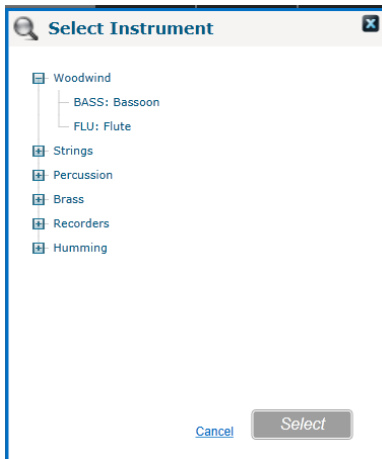 Select Instrument
Woodwind
BASS: Bassoon
FLU: Flute
Strings
Percussion
Brass
Recorders
Humming
Cancel
Select